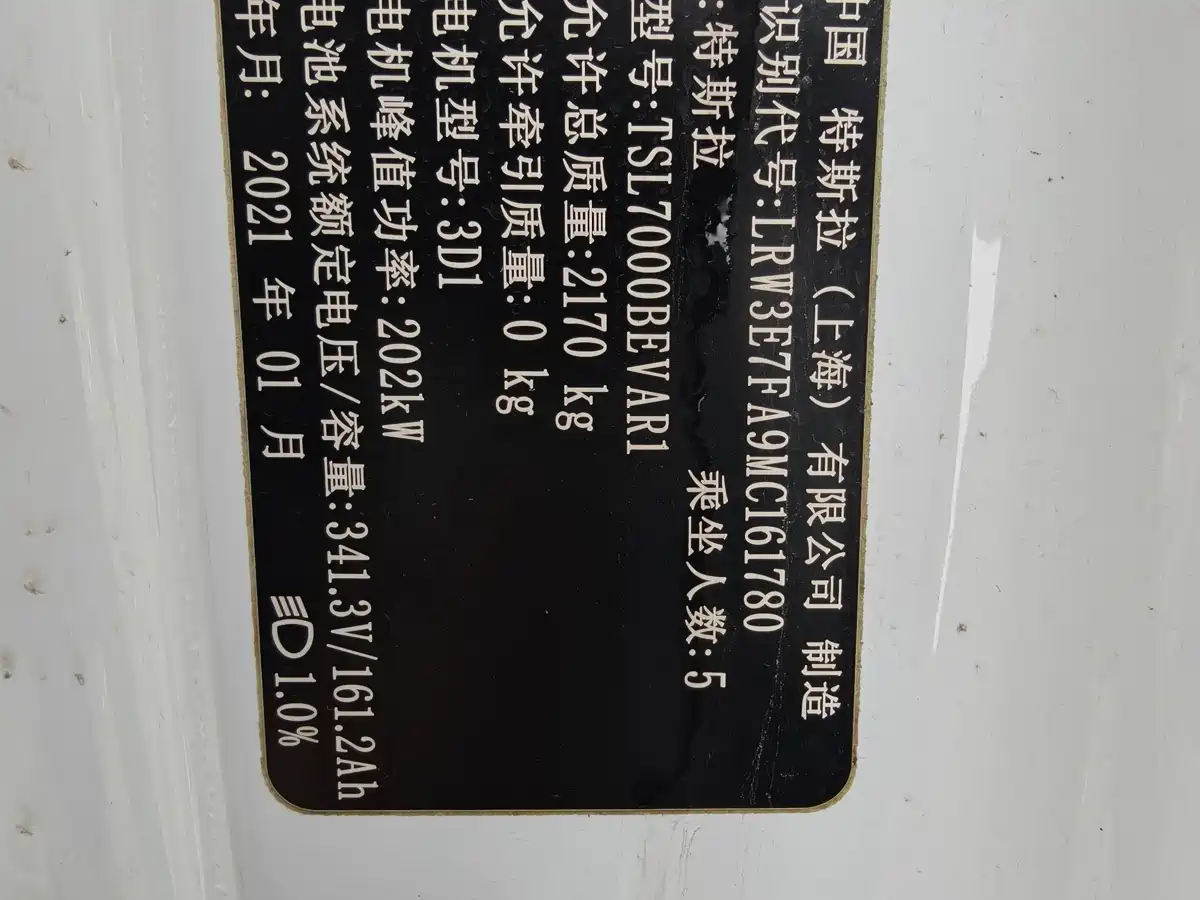 中国 特斯拉（上海）有限公司 制造
识别代号:LRW3E7FA9MC161780
:特斯拉 乘坐人数:5
型号:TSL7000BEVAR1
允许总质量:2170 kg
允许牵引质量:0 kg
电机型号:3D1
电机峰值功率:202kW
电池系统额定电压/容量:341.3V/161.2Ah
年月: 2021 年 01 月 1.0%